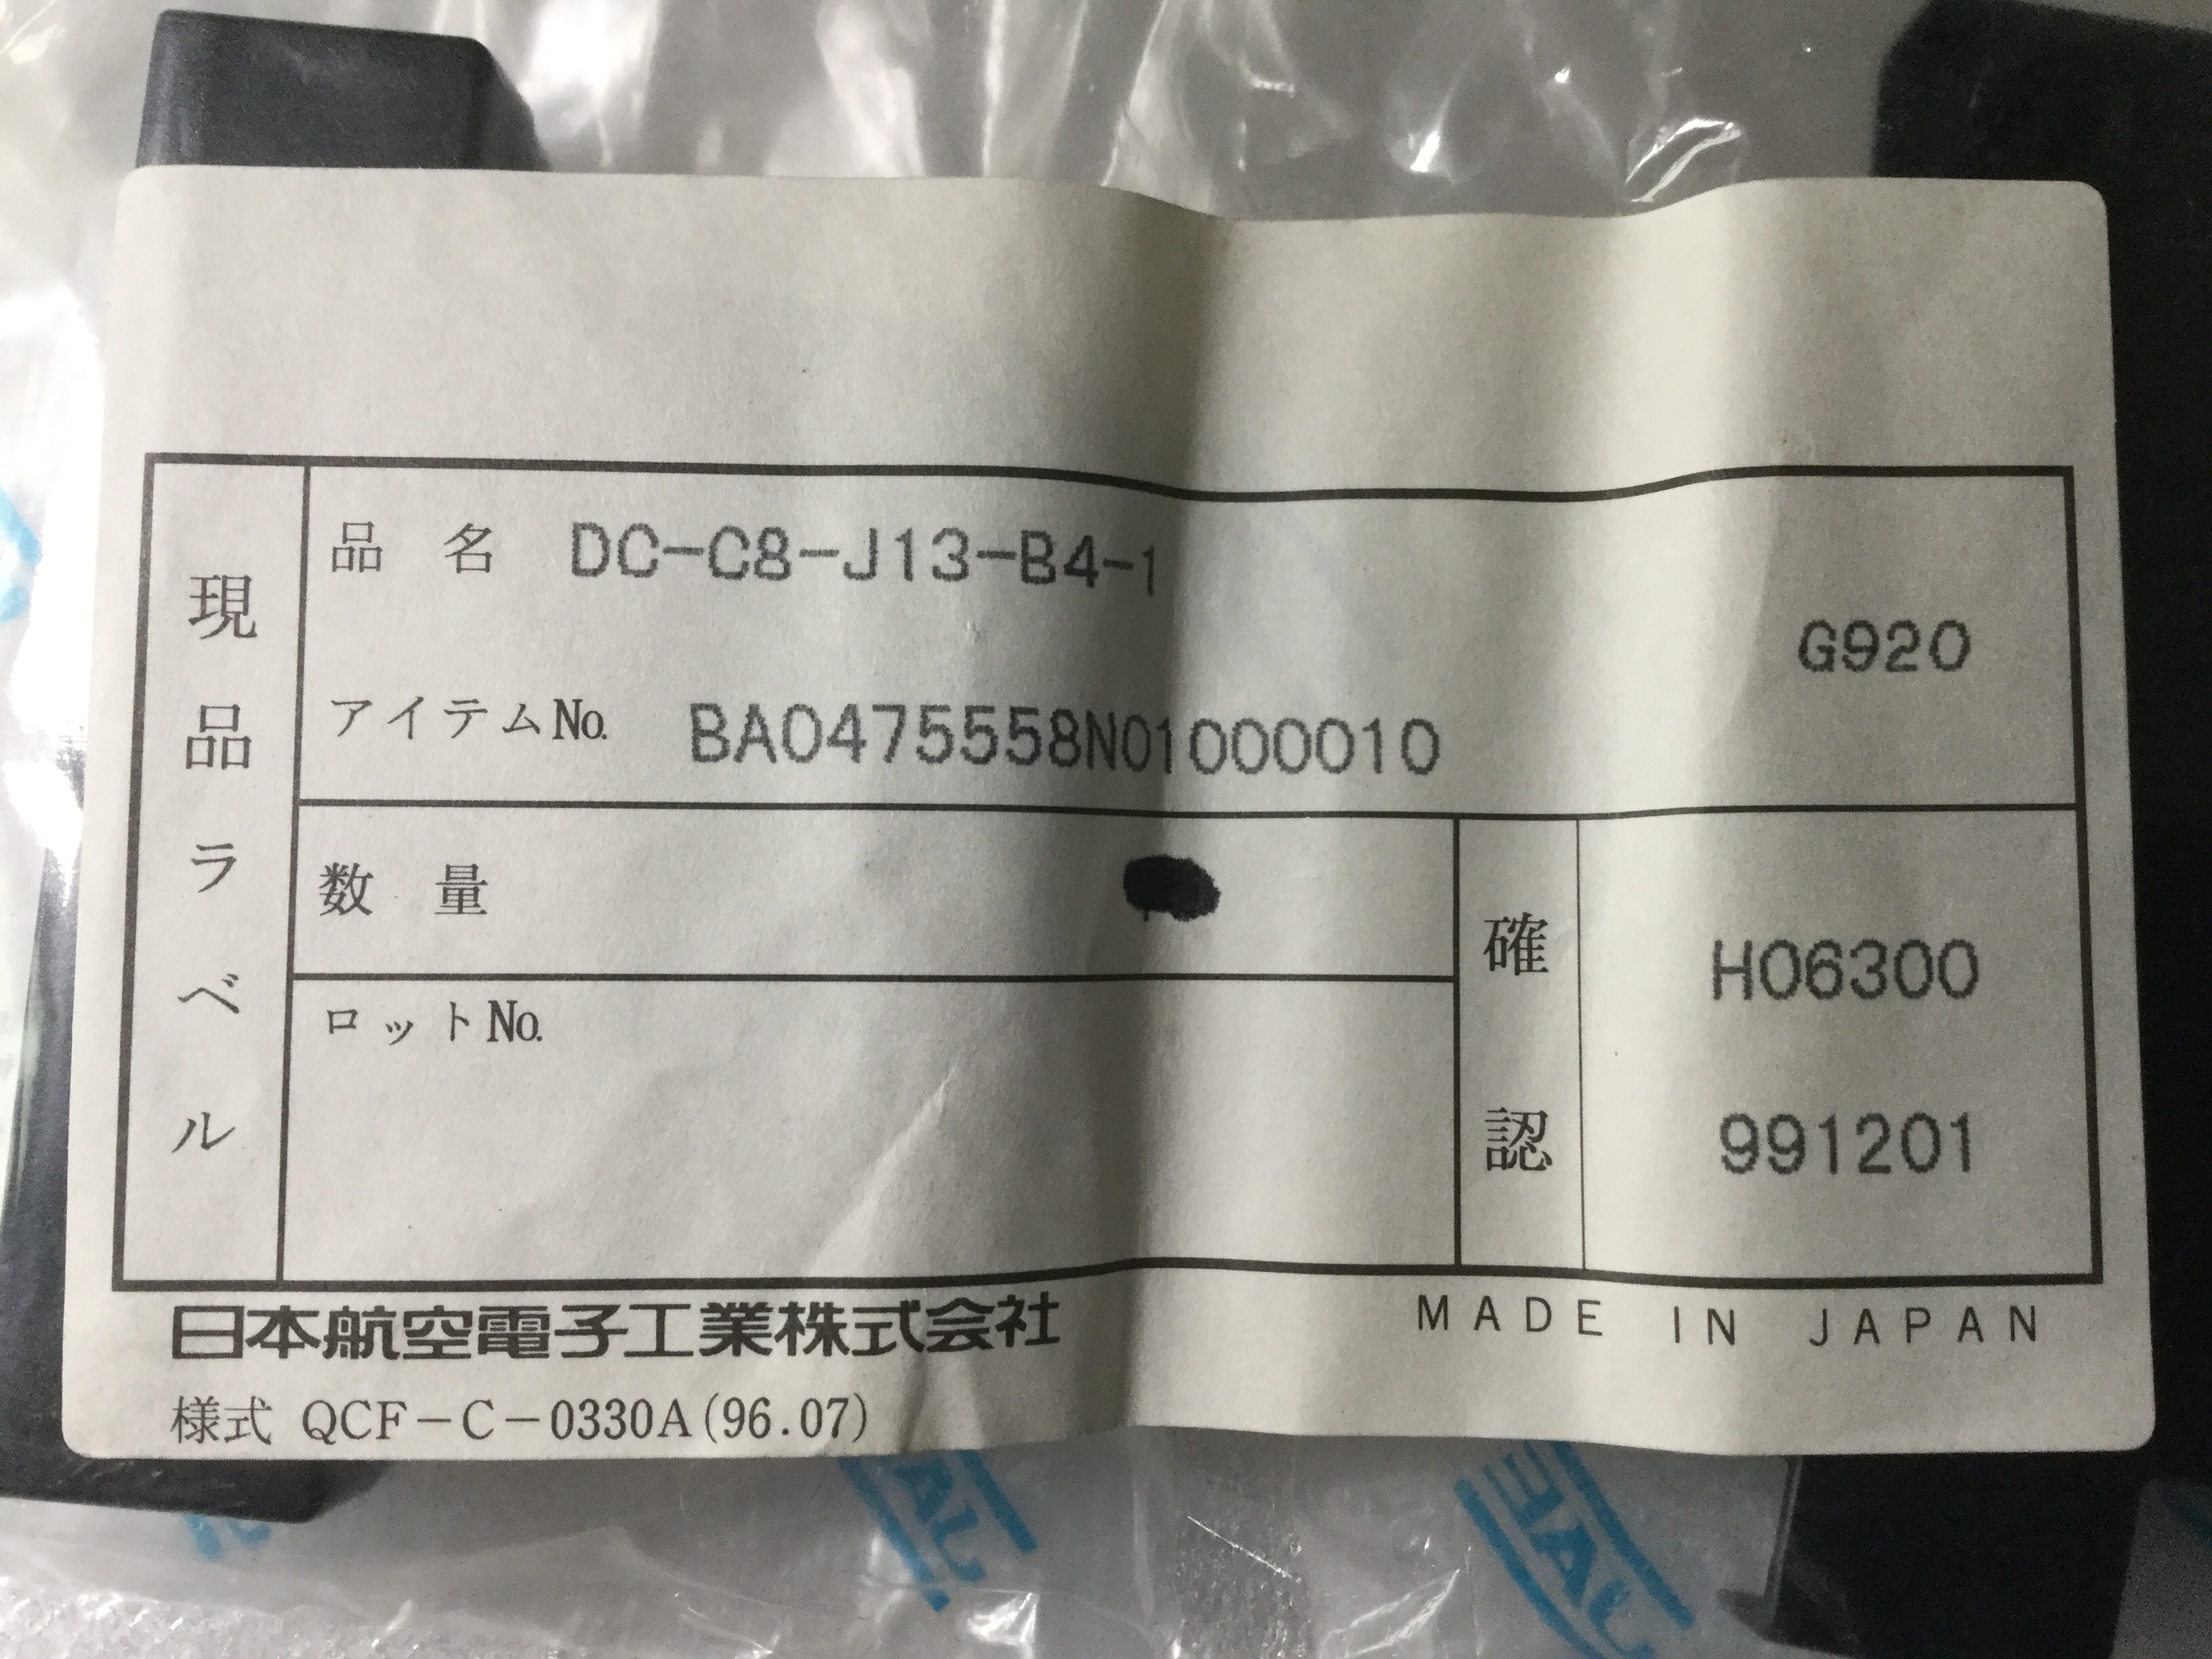 現品ラベル
品名 DC-C8-J13-B4-1
G920
アイテムNo. BA0475558N01000010
数量
確認
H06300
991201
ロットNo.
日本航空電子工業株式会社
MADE IN JAPAN
様式 QCF-C-0330A(96.07)